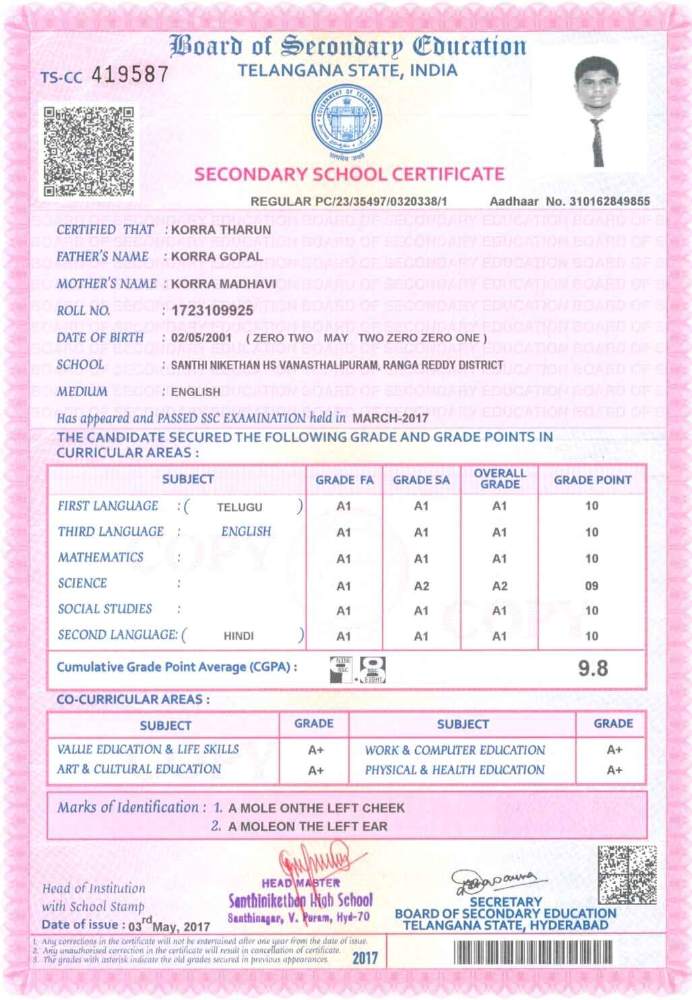 Board of Secondary Education
TS-CC 419587
TELANGANA STATE, INDIA
SECONDARY SCHOOL CERTIFICATE
REGULAR PC/23/35497/0320338/1 Aadhaar No. 310162849855
CERTIFIED THAT : KORRA THARUN
FATHER'S NAME : KORRA GOPAL
MOTHER'S NAME : KORRA MADHAVI
ROLL NO. : 1723109925
DATE OF BIRTH : 02/05/2001 (ZERO TWO MAY TWO ZERO ZERO ONE)
SCHOOL : SANTHI NIKETHAN HS VANASTHALIPURAM, RANGA REDDY DISTRICT
MEDIUM : ENGLISH
Has appeared and PASSED SSC EXAMINATION held in MARCH-2017
THE CANDIDATE SECURED THE FOLLOWING GRADE AND GRADE POINTS IN
CURRICULAR AREAS :
SUBJECT GRADE FA GRADE SA OVERALL GRADE GRADE POINT
FIRST LANGUAGE : ( TELUGU ) A1 A1 A1 10
THIRD LANGUAGE : ENGLISH A1 A1 A1 10
MATHEMATICS : A1 A1 A1 10
SCIENCE : A1 A2 A2 09
SOCIAL STUDIES : A1 A1 A1 10
SECOND LANGUAGE: ( HINDI ) A1 A1 A1 10
Cumulative Grade Point Average (CGPA) : NINE SSC . SSC EIGHT 9.8
CO-CURRICULAR AREAS :
SUBJECT GRADE SUBJECT GRADE
VALUE EDUCATION & LIFE SKILLS A+ WORK & COMPUTER EDUCATION A+
ART & CULTURAL EDUCATION A+ PHYSICAL & HEALTH EDUCATION A+
Marks of Identification : 1. A MOLE ONTHE LEFT CHEEK
2. A MOLEON THE LEFT EAR
Head of Institution
with School Stamp
Date of issue : 03rd May, 2017
HEAD MASTER
Santhinikethan High School
Santhinagar, V. Puram, Hyd-70
SECRETARY
BOARD OF SECONDARY EDUCATION
TELANGANA STATE, HYDERABAD
1. Any corrections in the certificate will not be entertained after one year from the date of issue.
2. Any unauthorised correction in the certificate will result in cancellation of certificate.
3. The grades with asterisk indicate the old grades secured in previous appearances.
2017